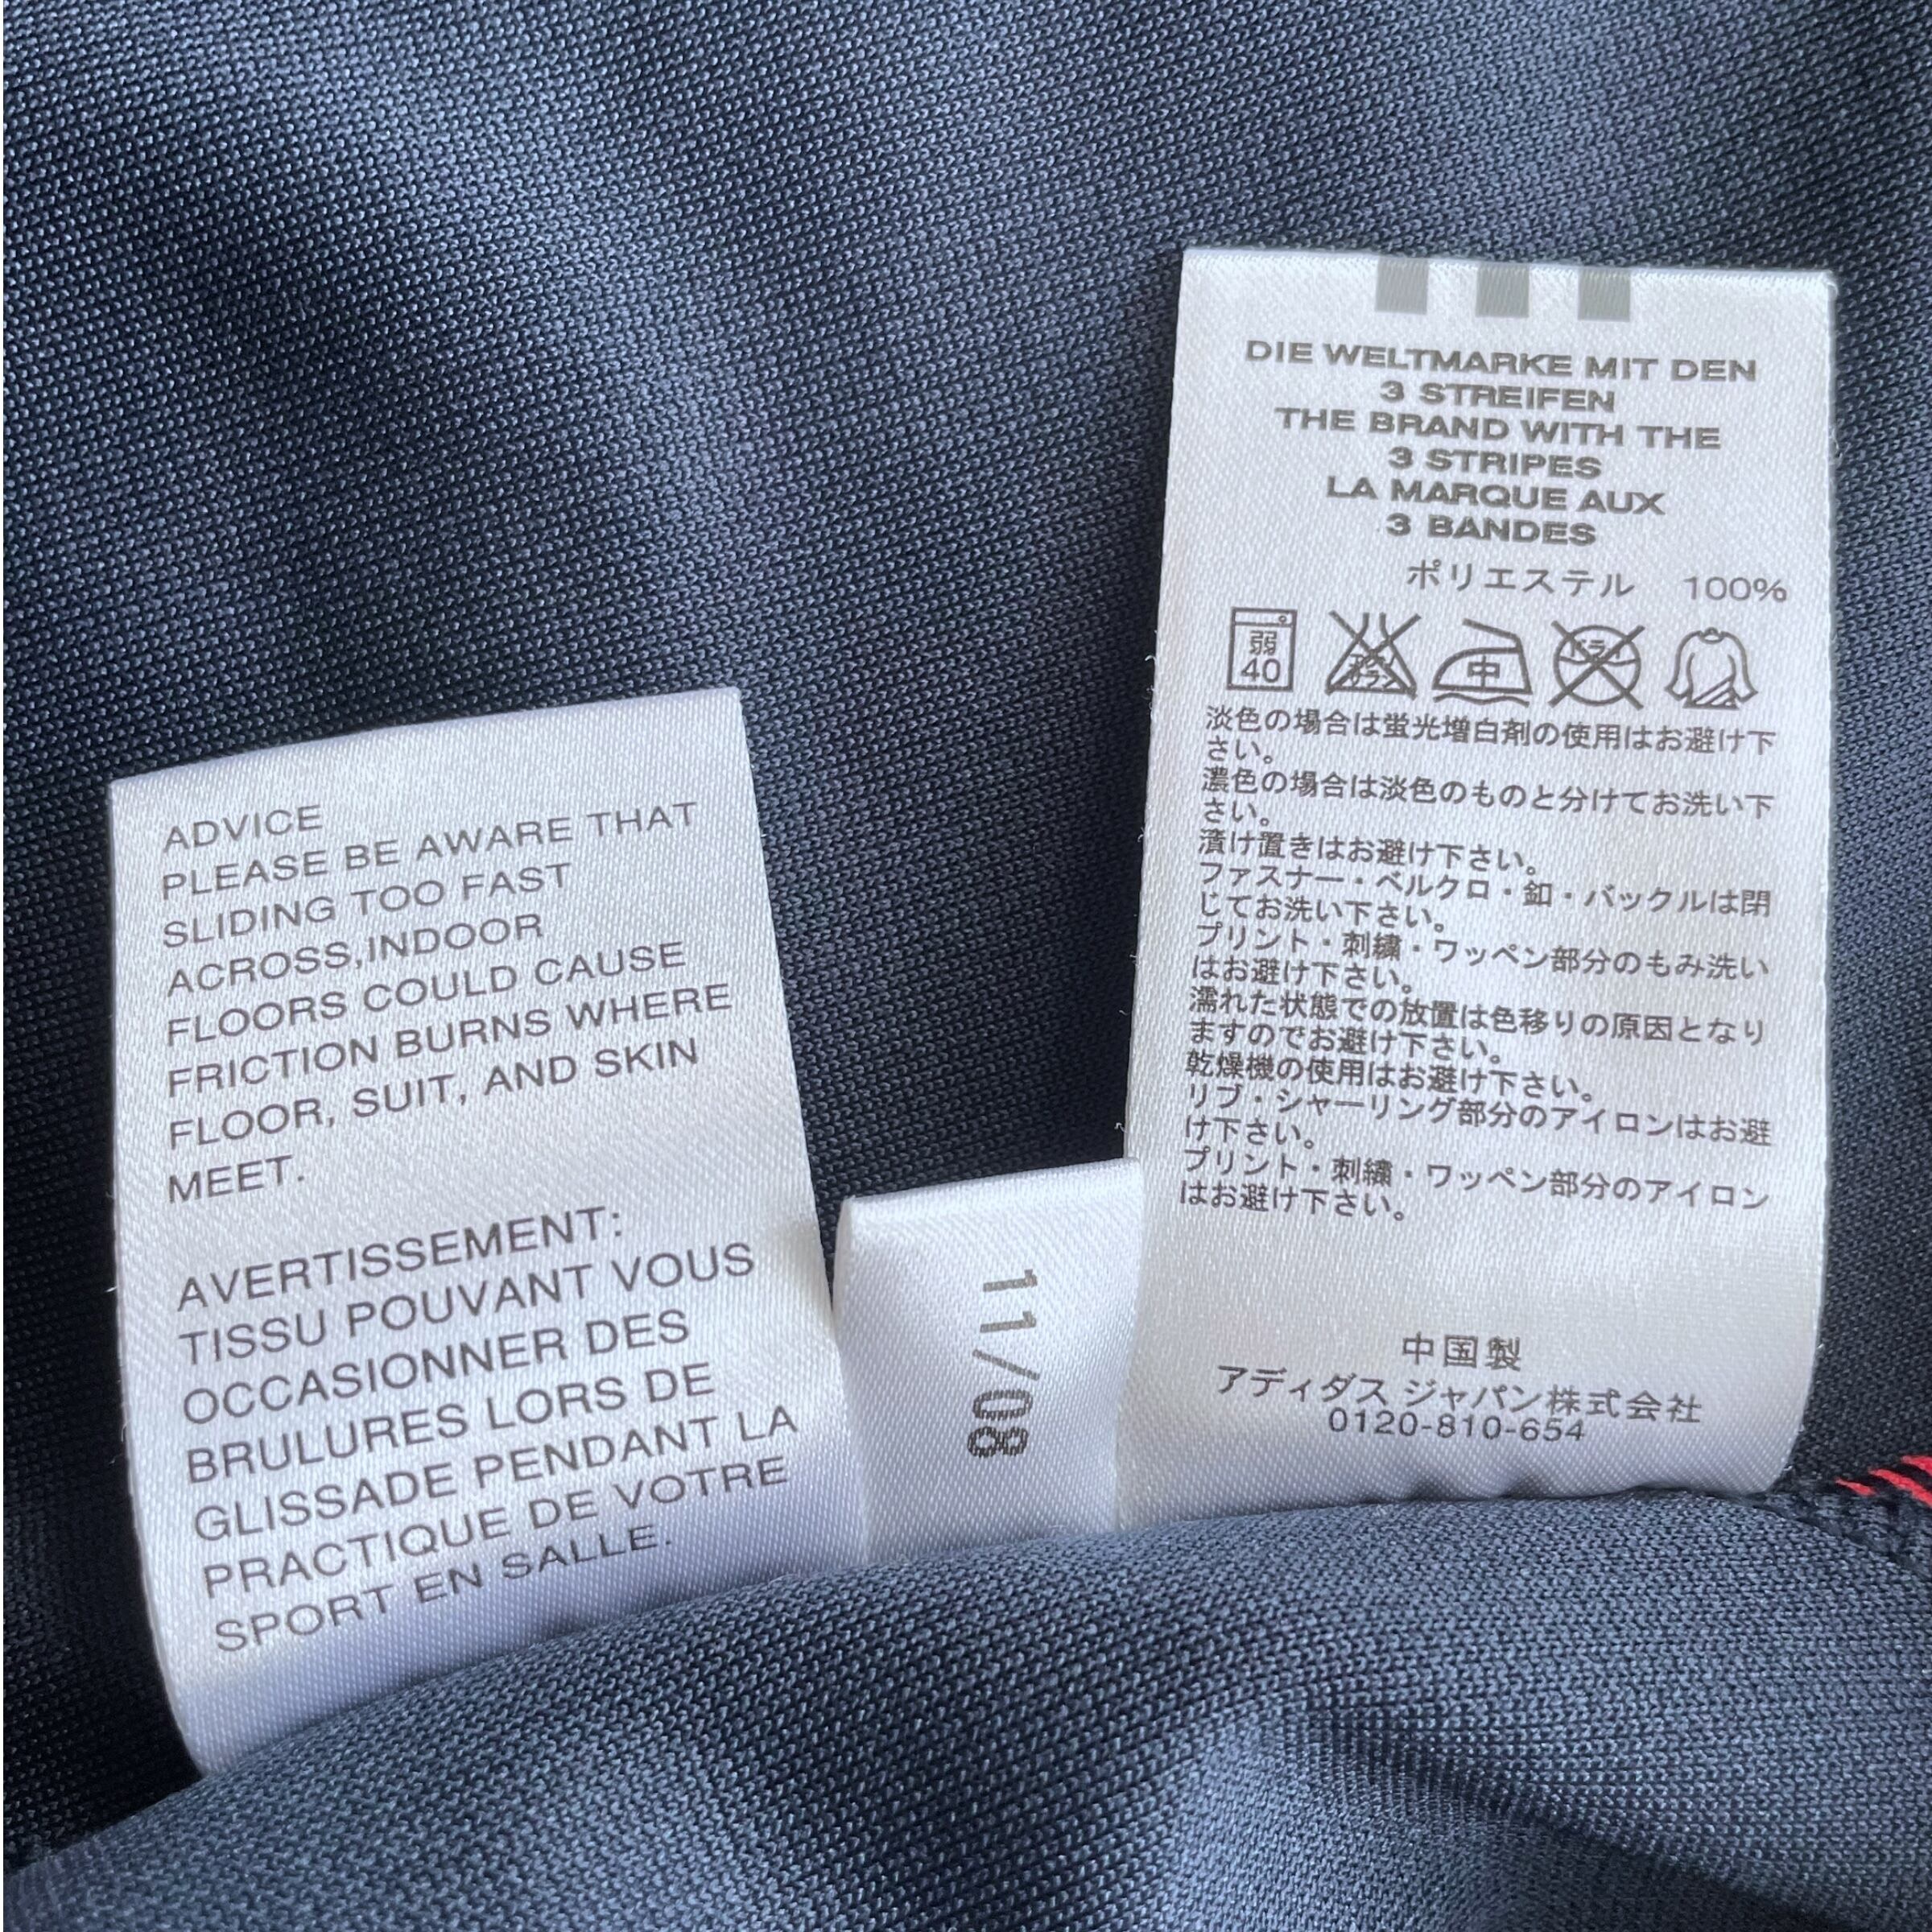 ADVICE
PLEASE BE AWARE THAT
SLIDING TOO FAST
ACROSS,INDOOR
FLOORS COULD CAUSE
FRICTION BURNS WHERE
FLOOR, SUIT, AND SKIN
MEET.
AVERTISSEMENT:
TISSU POUVANT VOUS
OCCASIONNER DES
BRULURES LORS DE
GLISSADE PENDANT LA
PRACTIQUE DE VOTRE
SPORT EN SALLE.
11/08
DIE WELTMARKE MIT DEN
3 STREIFEN
THE BRAND WITH THE
3 STRIPES
LA MARQUE AUX
3 BANDES
ポリエステル 100%
弱 中
40
淡色の場合は蛍光増白剤の使用はお避け下
さい。
濃色の場合は淡色のものと分けてお洗い下
さい。
漬け置きはお避け下さい。
ファスナー・ベルクロ・釦・バックルは閉
じてお洗い下さい。
プリント・刺繍・ワッペン部分のもみ洗い
はお避け下さい。
濡れた状態での放置は色移りの原因となり
ますのでお避け下さい。
乾燥機の使用はお避け下さい。
リブ・シャーリング部分のアイロンはお避
け下さい。
プリント・刺繍・ワッペン部分のアイロン
はお避け下さい。
中国製
アディダス ジャパン株式会社
0120-810-654